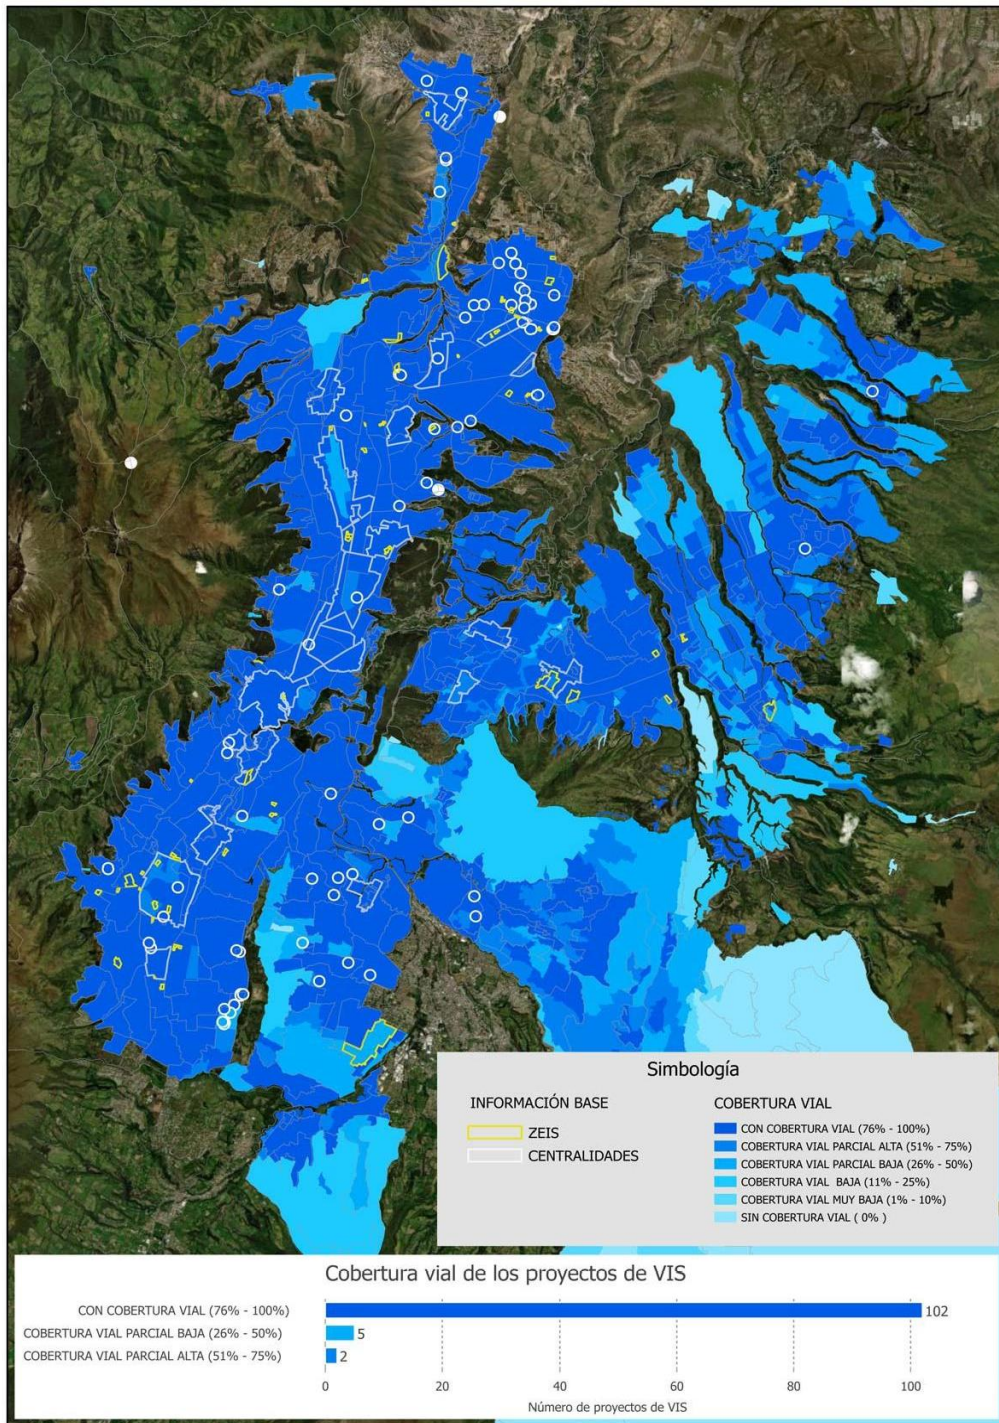 Simbología
INFORMACIÓN BASE
ZEIS
CENTRALIDADES
COBERTURA VIAL
CON COBERTURA VIAL (76% - 100%)
COBERTURA VIAL PARCIAL ALTA (51% - 75%)
COBERTURA VIAL PARCIAL BAJA (26% - 50%)
COBERTURA VIAL BAJA (11% - 25%)
COBERTURA VIAL MUY BAJA (1% - 10%)
SIN COBERTURA VIAL ( 0% )
Cobertura vial de los proyectos de VIS
CON COBERTURA VIAL (76% - 100%) 102
COBERTURA VIAL PARCIAL BAJA (26% - 50%) 5
COBERTURA VIAL PARCIAL ALTA (51% - 75%) 2
0 20 40 60 80 100
Número de proyectos de VIS